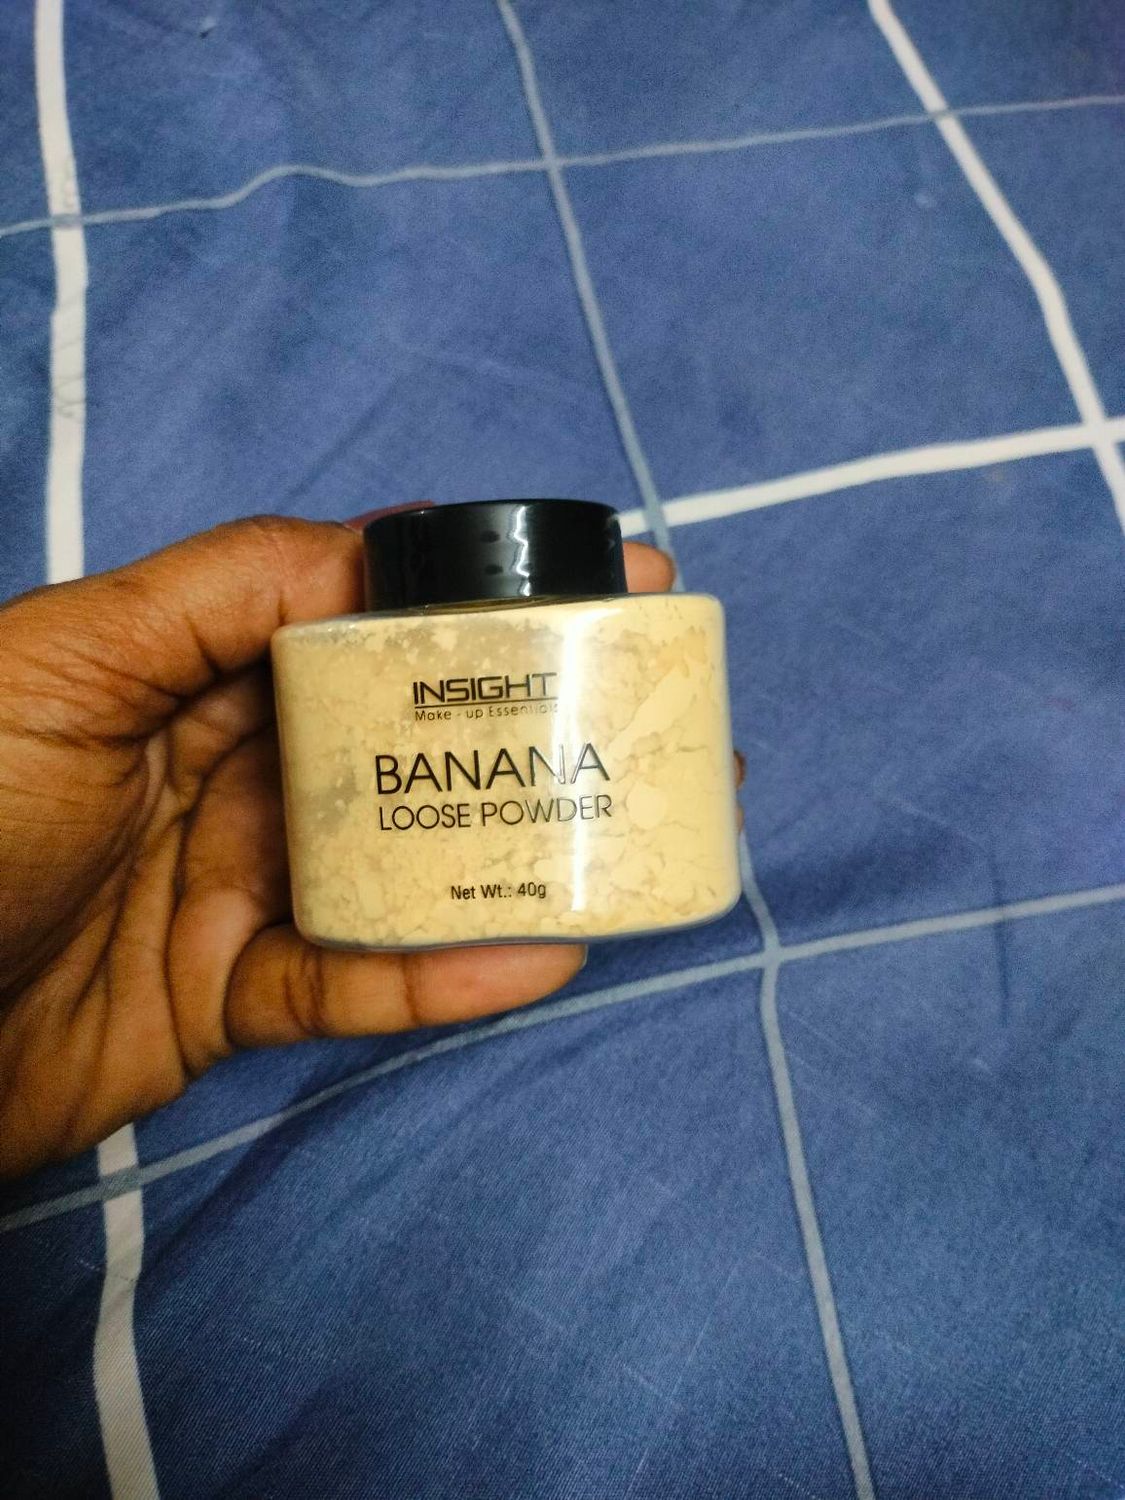 INSIGHT
Make-up Essentials
BANANA
LOOSE POWDER
Net Wt.: 40g